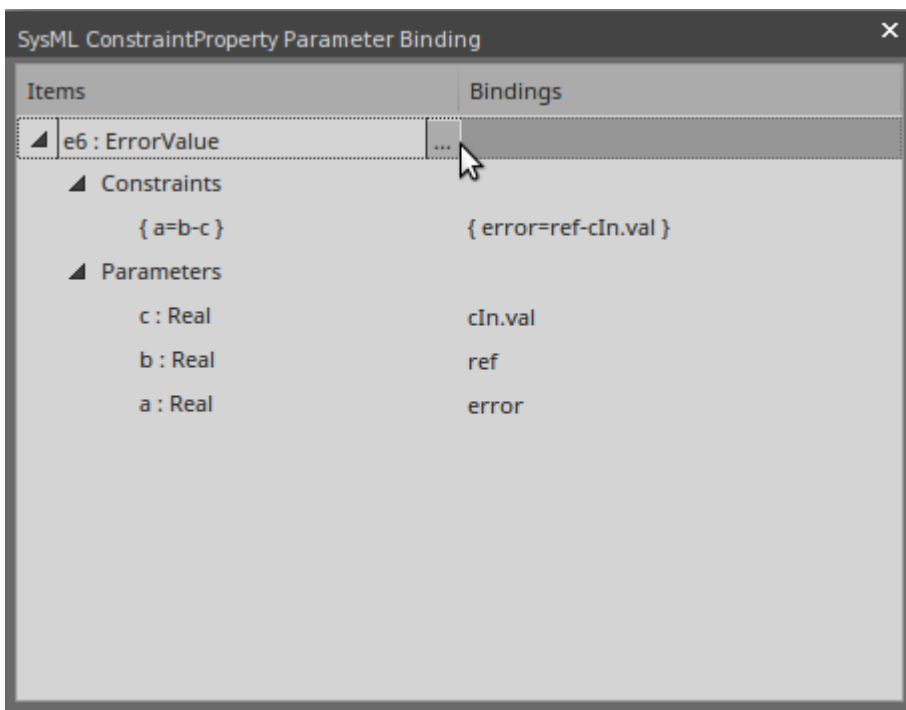 SysML ConstraintProperty Parameter Binding
Items Bindings
e6 : ErrorValue ...
Constraints
{ a=b-c } { error=ref-cIn.val }
Parameters
c : Real cIn.val
b : Real ref
a : Real error